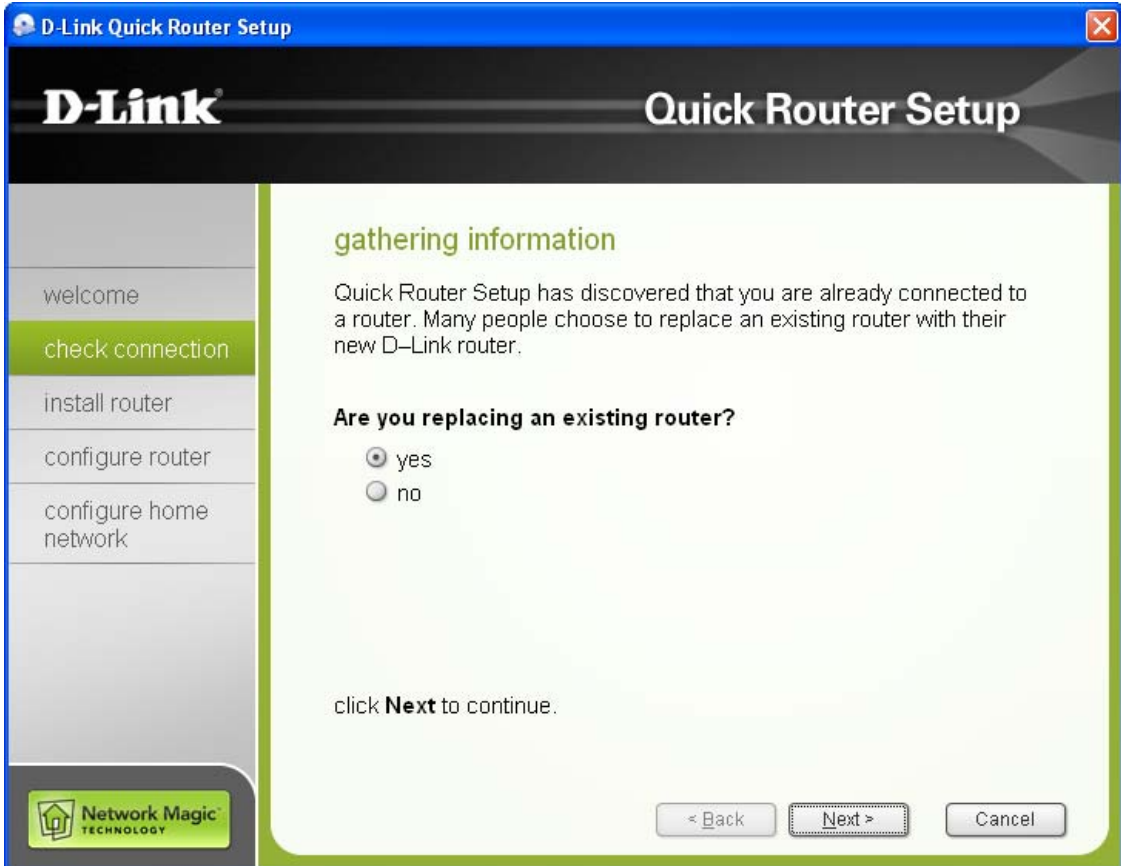 D-Link Quick Router Setup
D-Link
Quick Router Setup
welcome
check connection
install router
configure router
configure home
network
gathering information
Quick Router Setup has discovered that you are already connected to
a router. Many people choose to replace an existing router with their
new D–Link router.
Are you replacing an existing router?
yes
no
click Next to continue.
Network Magic
TECHNOLOGY
< Back
Next >
Cancel